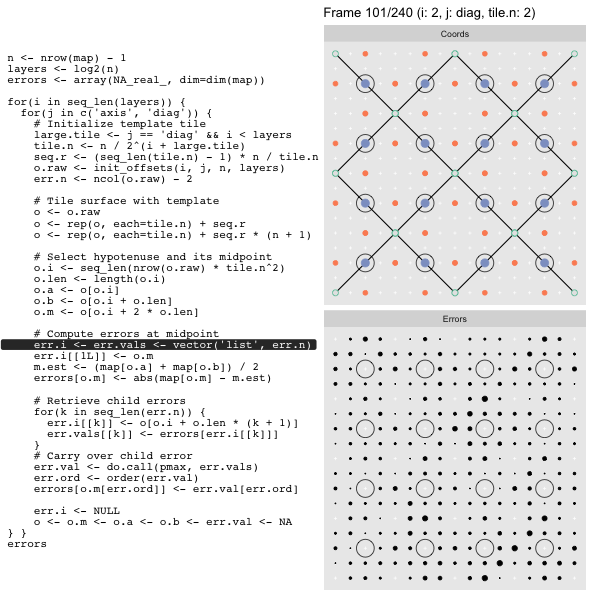 Frame 101/240 (i: 2, j: diag, tile.n: 2)
Coords
n <- nrow(map) - 1
layers <- log2(n)
errors <- array(NA_real_, dim=dim(map))
for(i in seq_len(layers)) {
  for(j in c('axis', 'diag')) {
    # Initialize template tile
    large.tile <- j == 'diag' && i < layers
    tile.n <- n / 2^(i + large.tile)
    seq.r <- (seq_len(tile.n) - 1) * n / tile.n
    o.raw <- init_offsets(i, j, n, layers)
    err.n <- ncol(o.raw) - 2
    # Tile surface with template
    o <- o.raw
    o <- rep(o, each=tile.n) + seq.r
    o <- rep(o, each=tile.n) + seq.r * (n + 1)
    # Select hypotenuse and its midpoint
    o.i <- seq_len(nrow(o.raw) * tile.n^2)
    o.len <- length(o.i)
    o.a <- o[o.i]
    o.b <- o[o.i + o.len]
    o.m <- o[o.i + 2 * o.len]
    # Compute errors at midpoint
    err.i <- err.vals <- vector('list', err.n)
    err.i[[1L]] <- o.m
    m.est <- (map[o.a] + map[o.b]) / 2
    errors[o.m] <- abs(map[o.m] - m.est)
    # Retrieve child errors
    for(k in seq_len(err.n)) {
      err.i[[k]] <- o[o.i + o.len * (k + 1)]
      err.vals[[k]] <- errors[err.i[[k]]]
    }
    # Carry over child error
    err.val <- do.call(pmax, err.vals)
    err.ord <- order(err.val)
    errors[o.m[err.ord]] <- err.val[err.ord]
    err.i <- NULL
    o <- o.m <- o.a <- o.b <- err.val <- NA
} }
errors
Errors